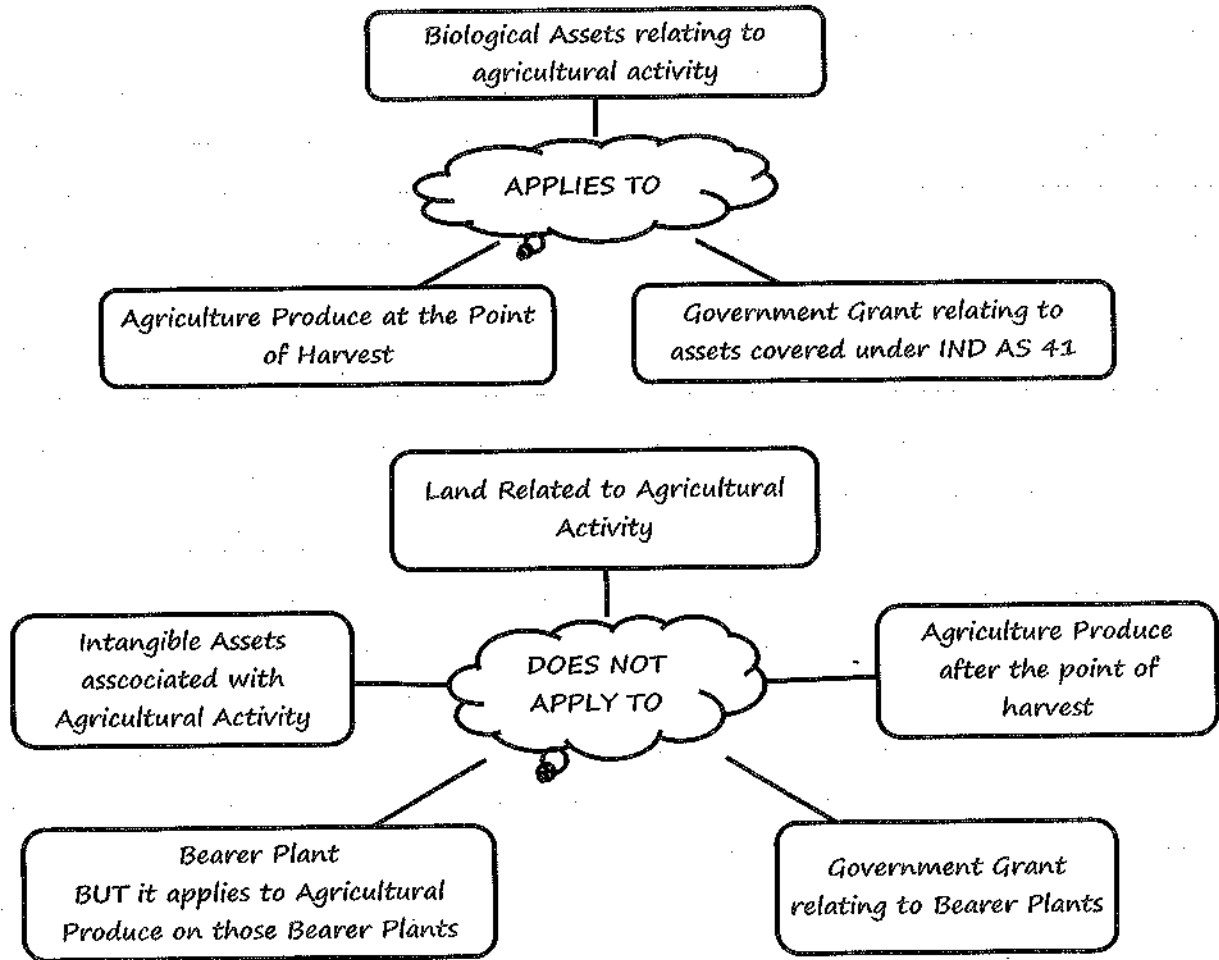 Biological Assets relating to
agricultural activity
APPLIES TO
Agriculture Produce at the Point
of Harvest
Government Grant relating to
assets covered under IND AS 41
Land Related to Agricultural
Activity
Intangible Assets
asscociated with
Agricultural Activity
DOES NOT
APPLY TO
Agriculture Produce
after the point of
harvest
Bearer Plant
BUT it applies to Agricultural
Produce on those Bearer Plants
Government Grant
relating to Bearer Plants